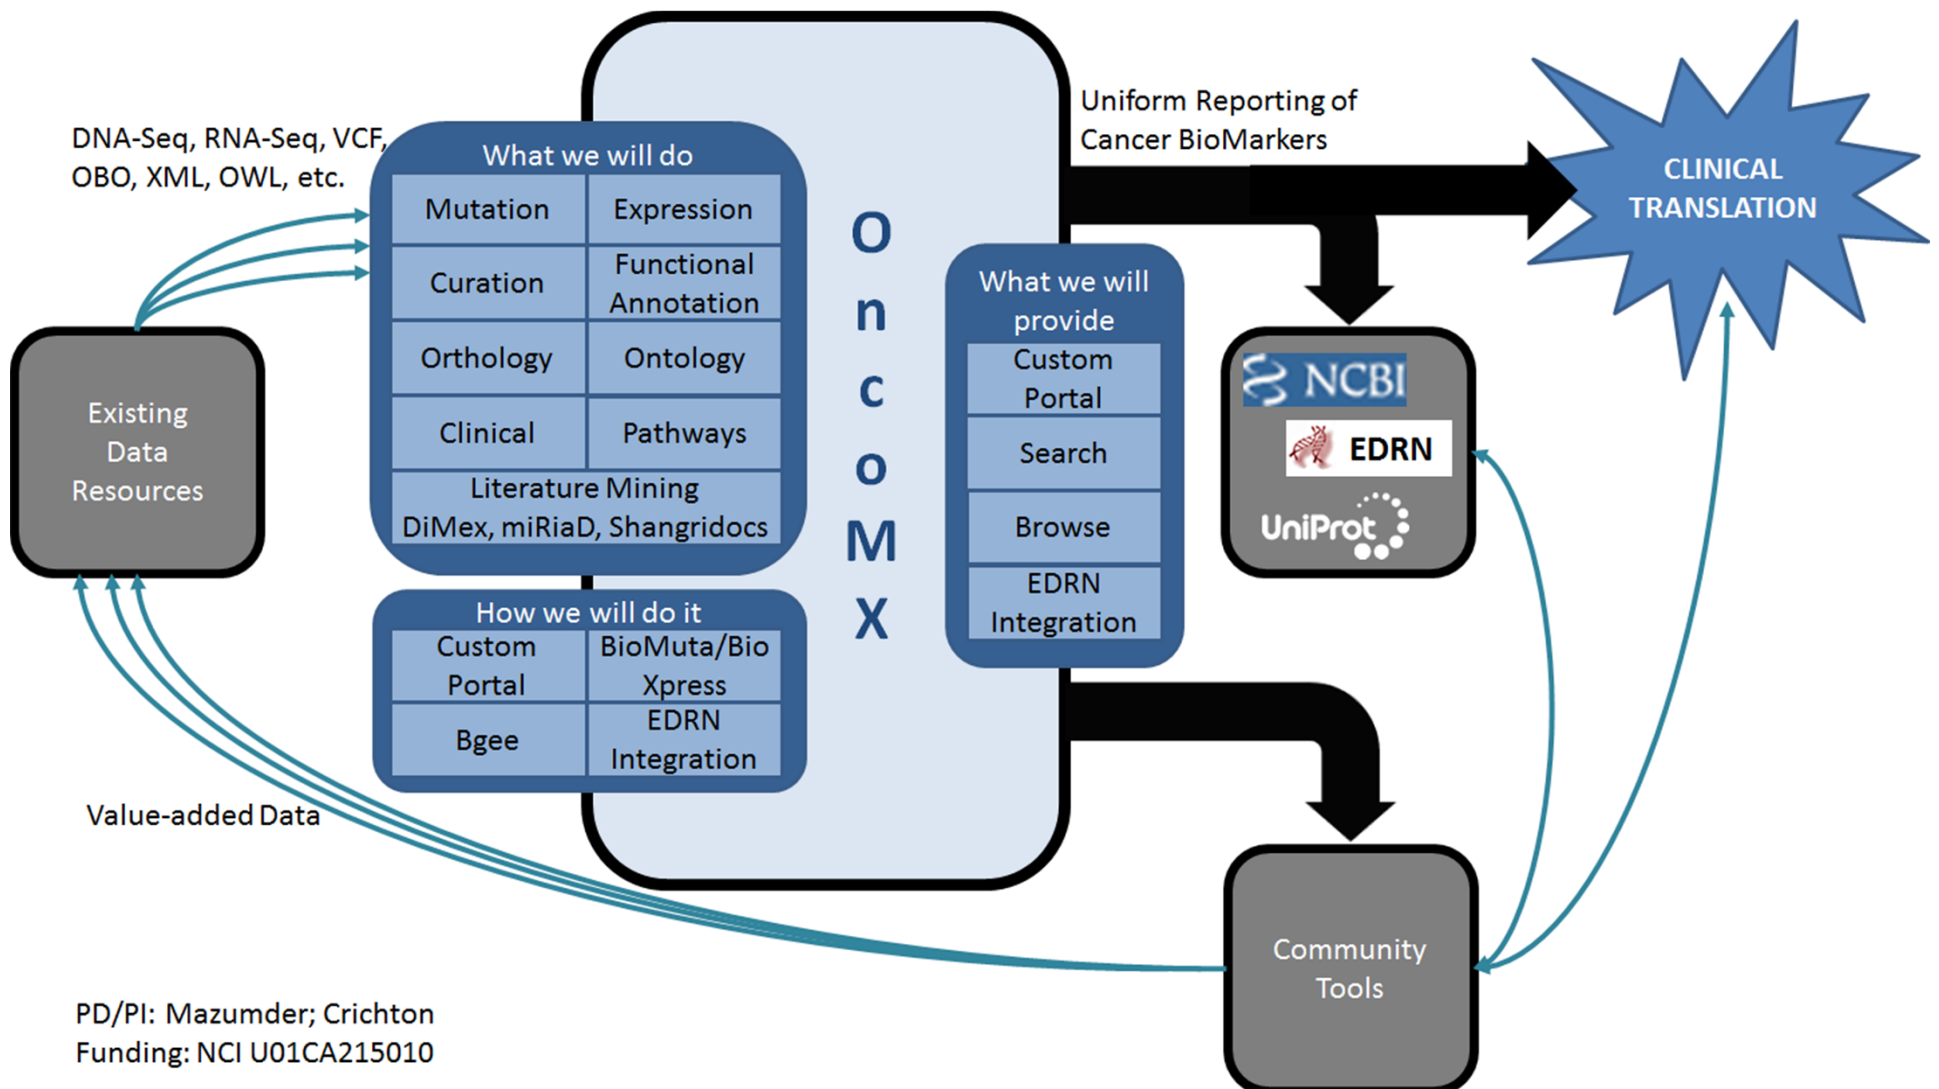 DNA-Seq, RNA-Seq, VCF,
OBO, XML, OWL, etc.
Existing
Data
Resources
What we will do
Mutation
Expression
Curation
Functional
Annotation
Orthology
Ontology
Clinical
Pathways
Literature Mining
DiMex, miRiaD, Shangridocs
How we will do it
Custom
Portal
BioMuta/Bio
Xpress
Bgee
EDRN
Integration
O
n
c
o
M
X
What we will
provide
Custom
Portal
Search
Browse
EDRN
Integration
Uniform Reporting of
Cancer BioMarkers
CLINICAL
TRANSLATION
NCBI
EDRN
UniProt
Community
Tools
Value-added Data
PD/PI: Mazumder; Crichton
Funding: NCI U01CA215010